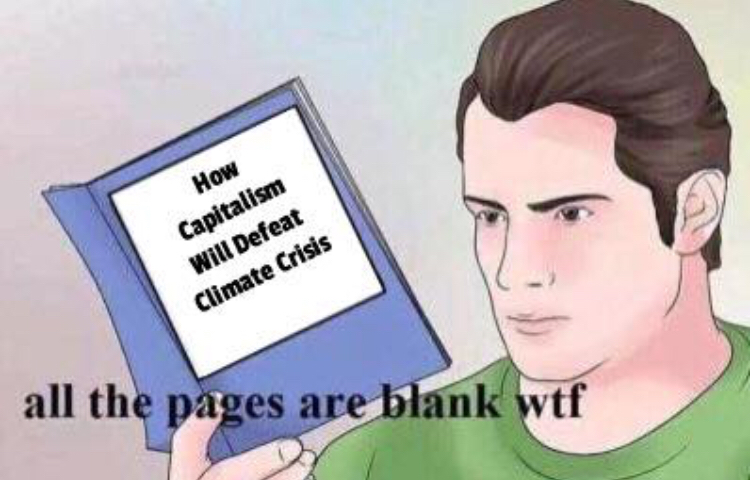 How
Capitalism
Will Defeat
Climate Crisis
all the pages are blank wtf